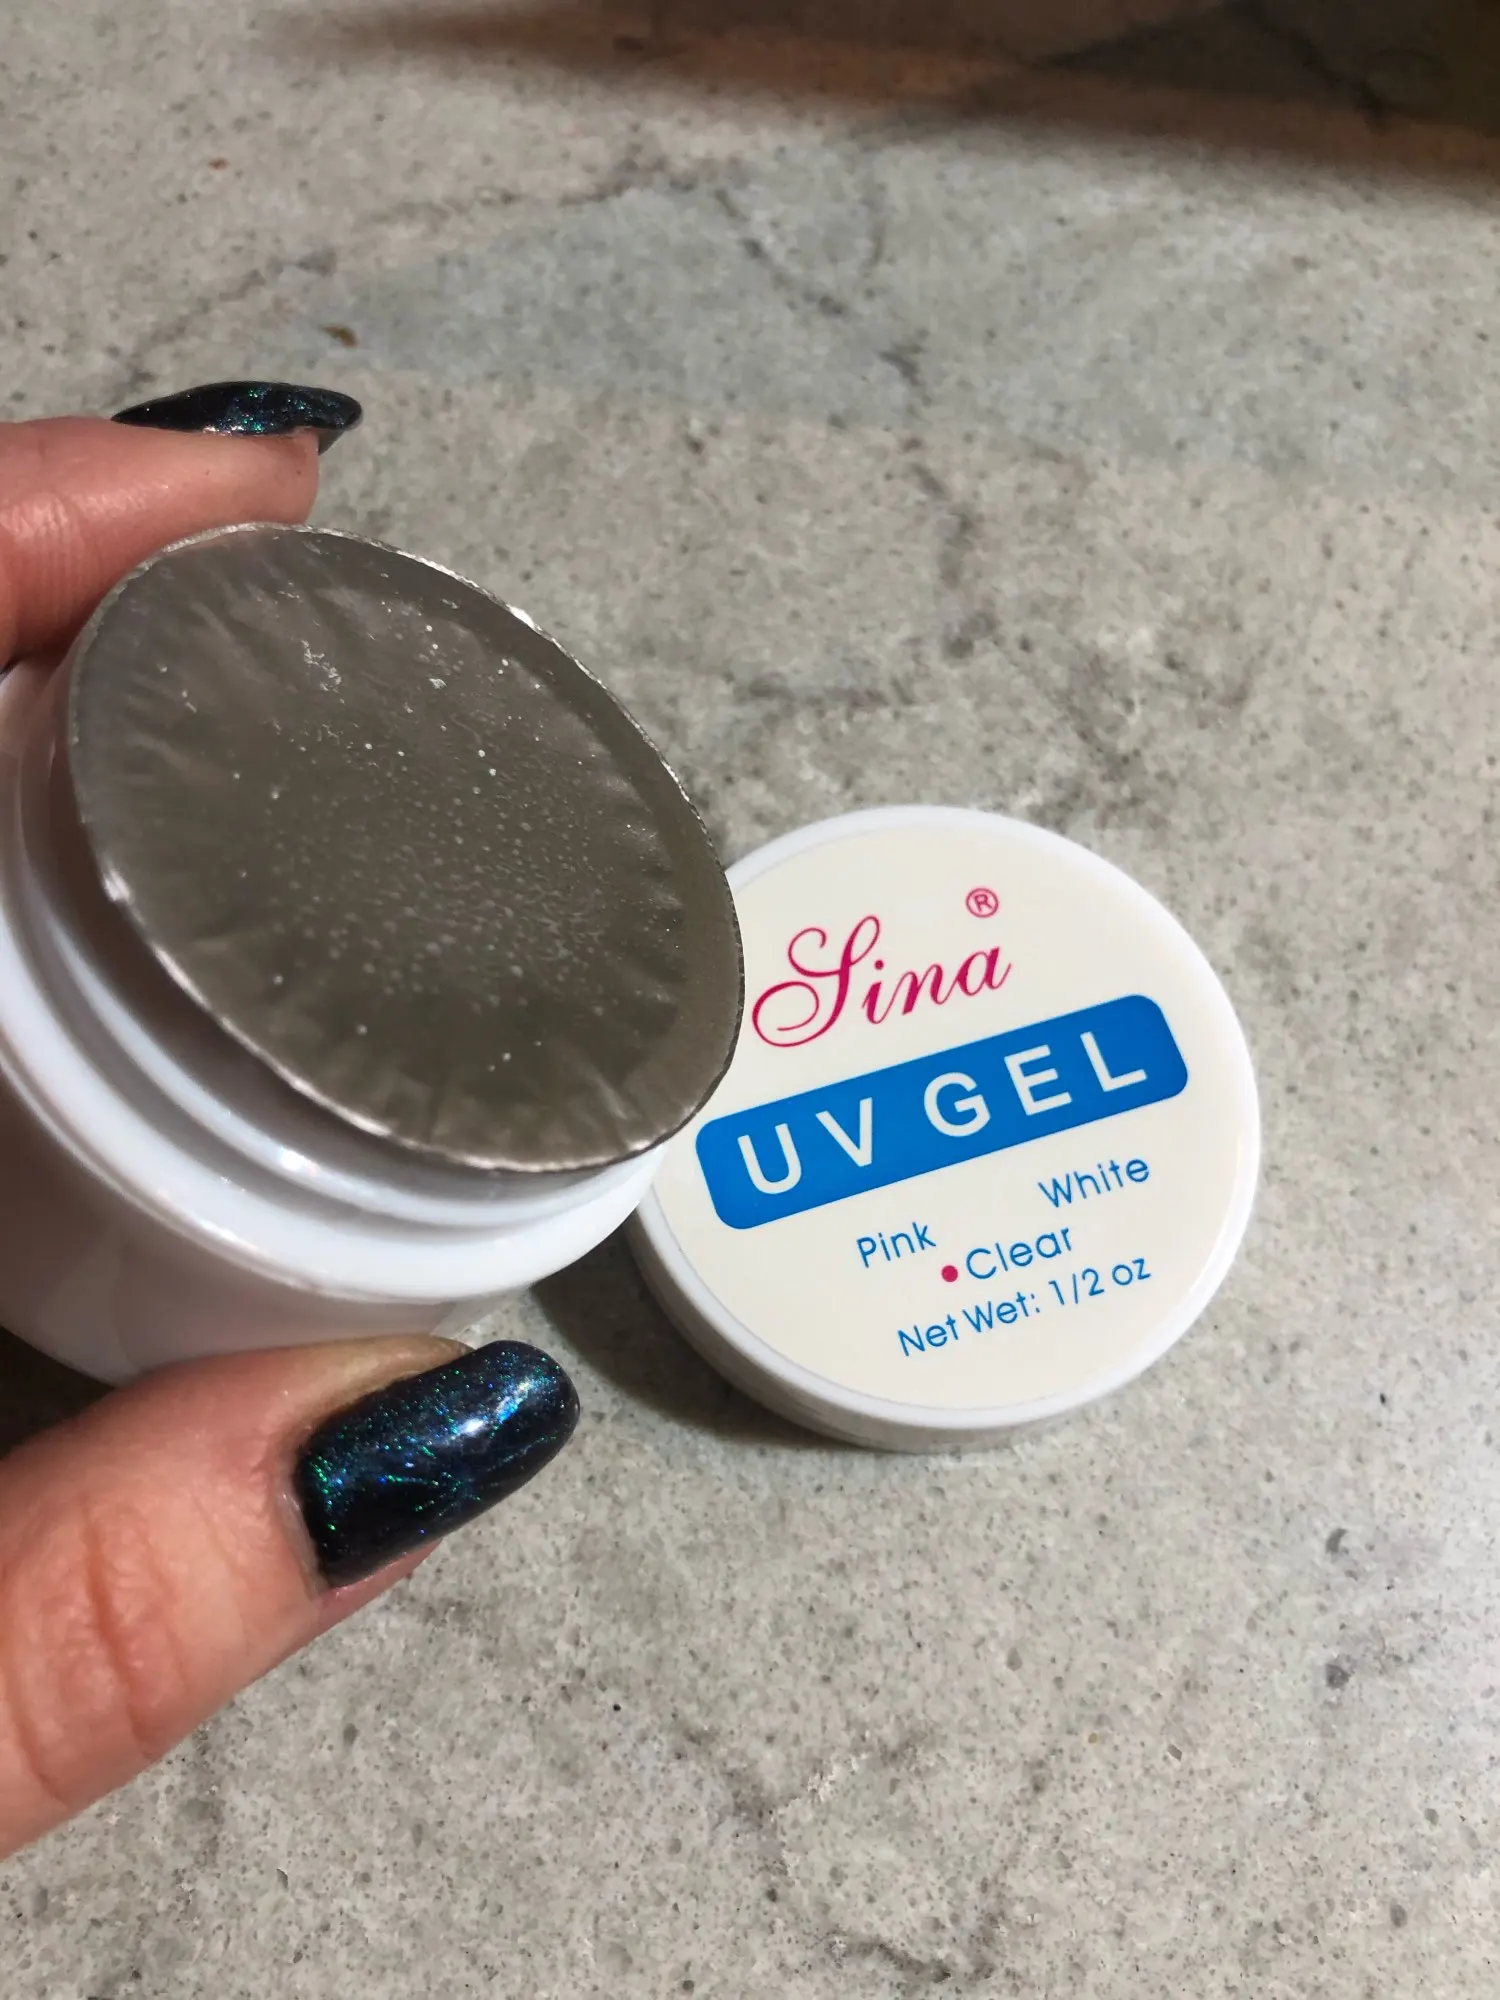 Sina ®
UV GEL
Pink White
•Clear
Net Wet: 1/2 oz